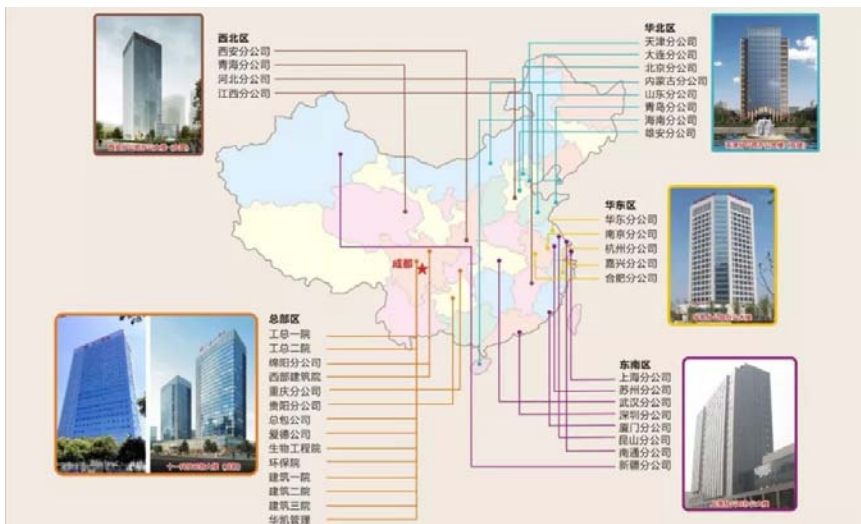 西北区
西安分公司
青海分公司
河北分公司
江西分公司
华北区
天津分公司
大连分公司
北京分公司
内蒙古分公司
山东分公司
青岛分公司
海南分公司
雄安分公司
华东区
华东分公司
南京分公司
杭州分公司
嘉兴分公司
合肥分公司
成都
总部区
工总一院
工总二院
绵阳分公司
西部建筑院
重庆分公司
贵阳分公司
总包公司
爱德公司
生物工程院
环保院
建筑一院
建筑二院
建筑三院
华凯管理
东南区
上海分公司
苏州分公司
武汉分公司
深圳分公司
厦门分公司
昆山分公司
南通分公司
新疆分公司